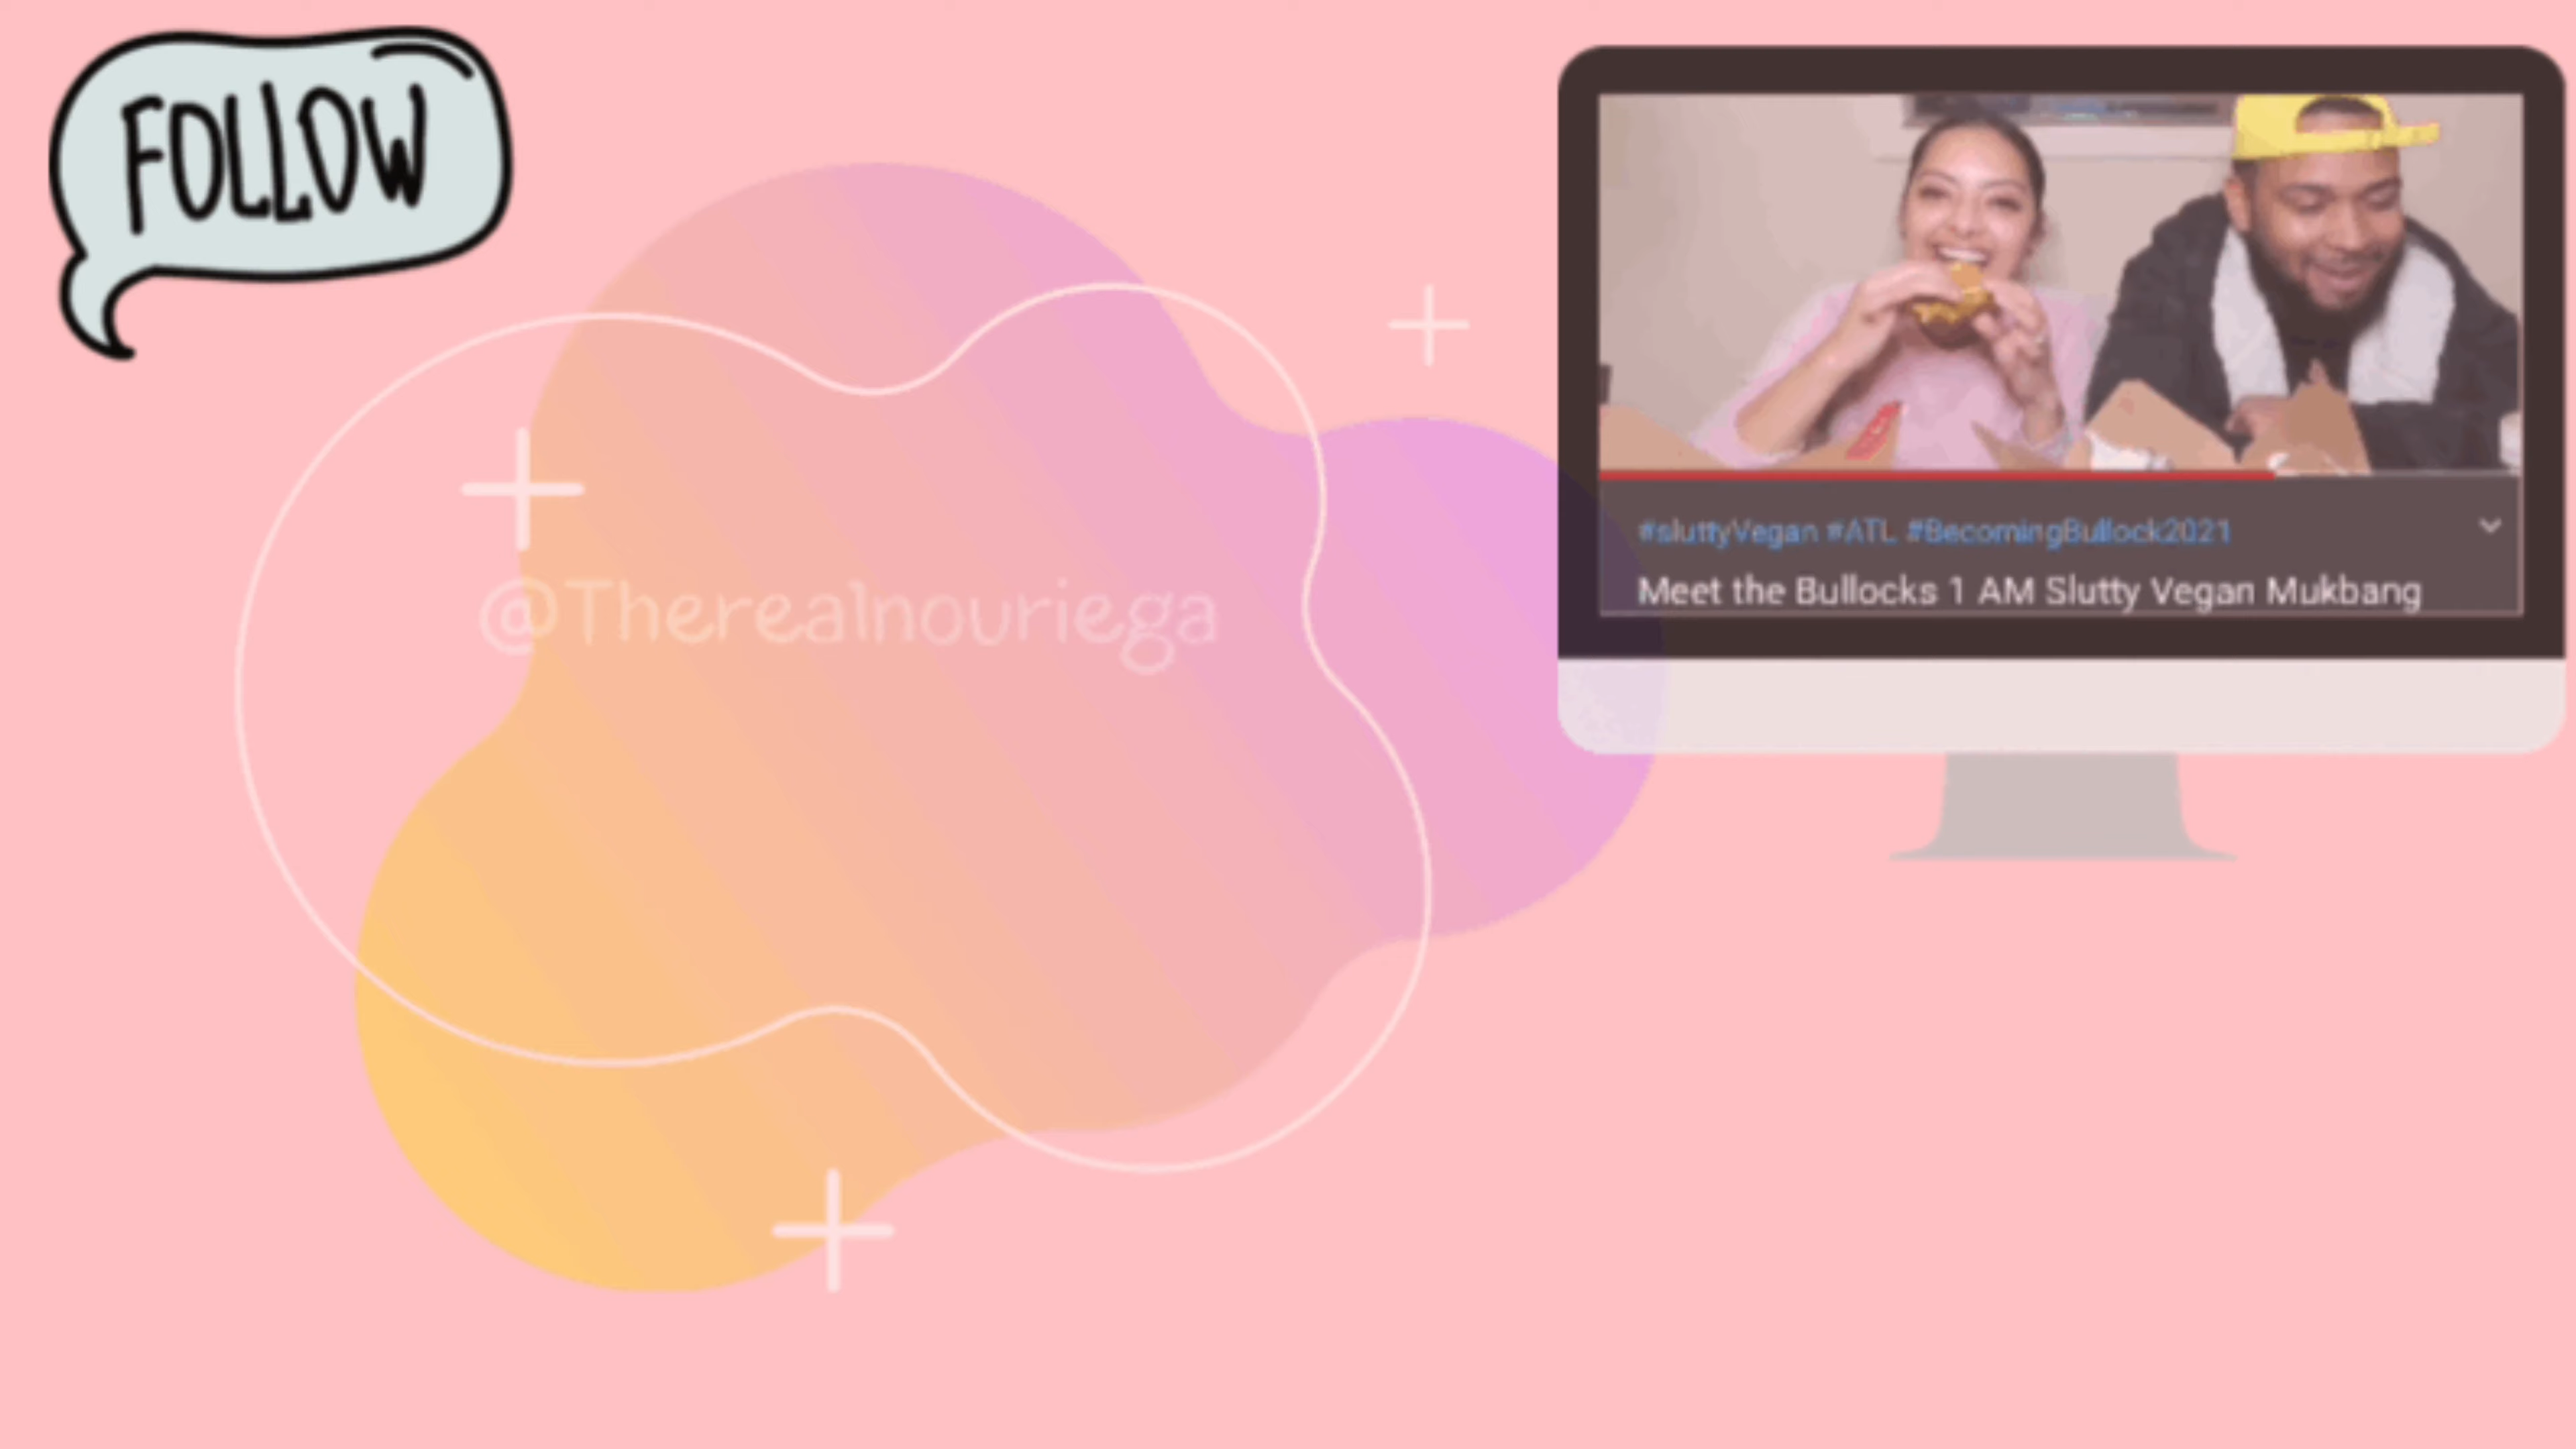 FOLLOW
@Therealnouriega
#sluttyVegan #ATL #BecomingBullock2021
Meet the Bullocks 1 AM Slutty Vegan Mukbang